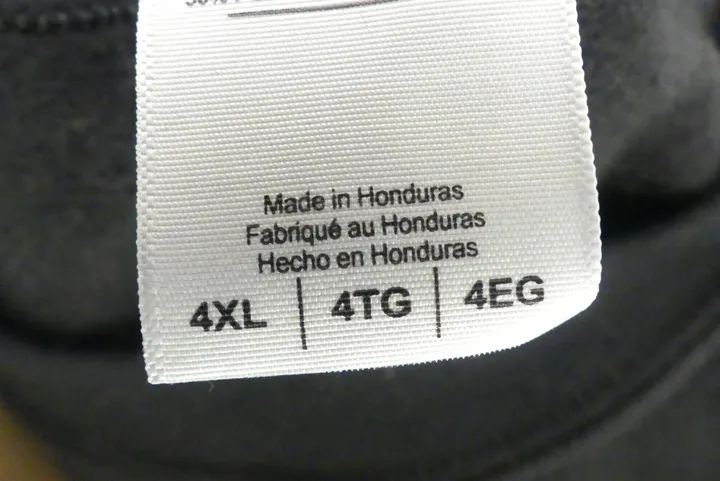 Made in Honduras
Fabriqué au Honduras
Hecho en Honduras
4XL | 4TG | 4EG